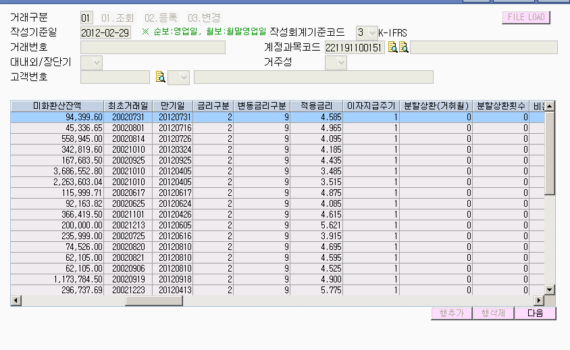 거래구분 01 01.조회 02.등록 03.변경 FILE LOAD
작성기준일 2012-02-29 ※ 순보:영업일, 월보:월말영업일 작성회계기준코드 3 K-IFRS
거래번호 계정과목코드 221191100151
대내외/장단기 거주성
고객번호
미화환산잔액 최초거래일 만기일 금리구분 변동금리구분 적용금리 이자지급주기 분할상환(거취월) 분할상환횟수
94,399.60 20020731 20120731 2 9 4.585 1 0 0
45,336.65 20020801 20120716 2 9 4.965 1 0 0
558,945.00 20020814 20120726 2 9 4.095 1 0 0
342,819.60 20021010 20120324 2 9 4.185 1 0 0
167,683.50 20020925 20120925 2 9 4.435 1 0 0
3,686,552.80 20021010 20120405 2 9 3.485 1 0 0
2,263,603.04 20021010 20120405 2 9 3.515 1 0 0
115,999.71 20020617 20120617 2 9 4.875 1 0 0
92,163.82 20020625 20120624 2 9 4.085 1 0 0
366,419.50 20021101 20120426 2 9 4.615 1 0 0
200,000.00 20021213 20120605 2 9 5.621 1 0 0
235,999.00 20020725 20120616 2 9 3.915 1 0 0
74,526.00 20020820 20120810 2 9 4.695 1 0 0
62,105.00 20020821 20120810 2 9 4.595 1 0 0
62,105.00 20020906 20120810 2 9 4.525 1 0 0
1,173,784.50 20020919 20120918 2 9 4.900 1 0 0
296,737.69 20021223 20120413 2 9 5.775 1 0 0
행추가 행삭제 다음